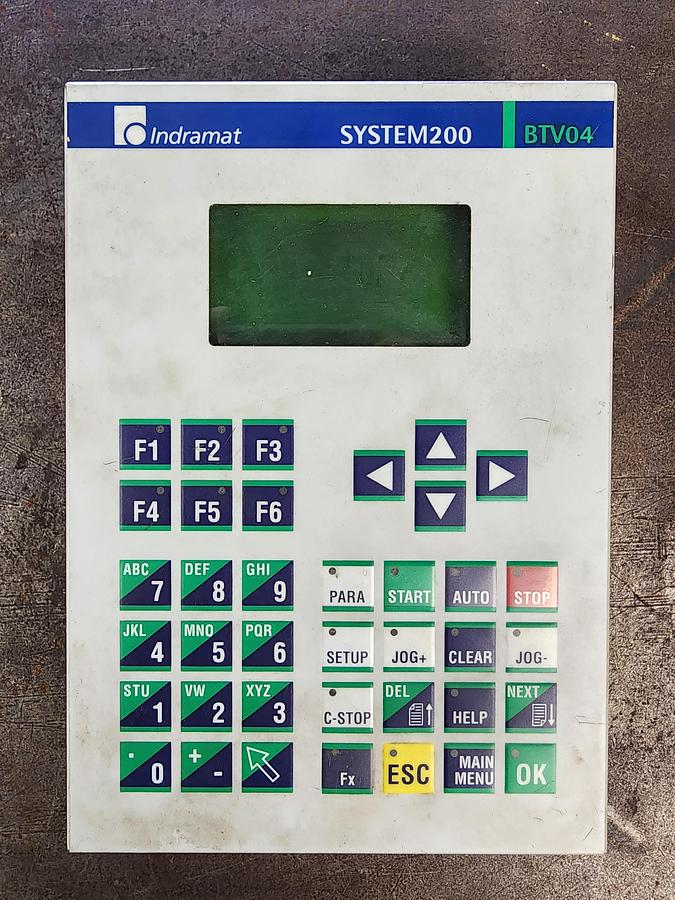 Indramat SYSTEM200 BTV04
F1 F2 F3
F4 F5 F6
ABC 7 DEF 8 GHI 9
PARA START AUTO STOP
JKL 4 MNO 5 PQR 6
SETUP JOG+ CLEAR JOG-
STU 1 VW 2 XYZ 3
C-STOP DEL HELP NEXT
. 0 + -
Fx ESC MAIN MENU OK